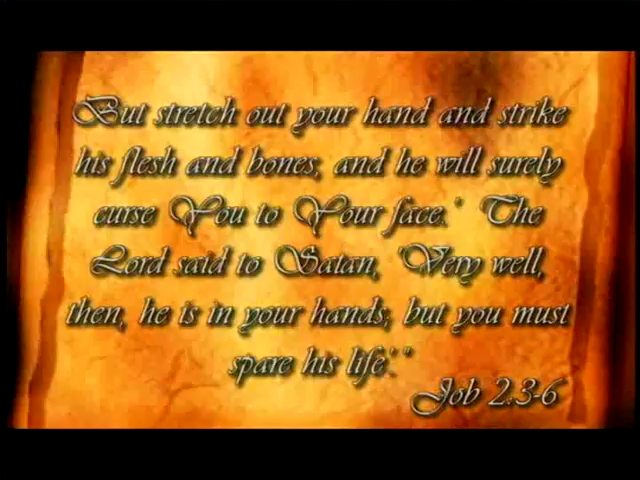 But stretch out your hand and strike
his flesh and bones, and he will surely
curse You to Your face.' The
Lord said to Satan, 'Very well,
then, he is in your hands; but you must
spare his life'."
Job 2:3-6